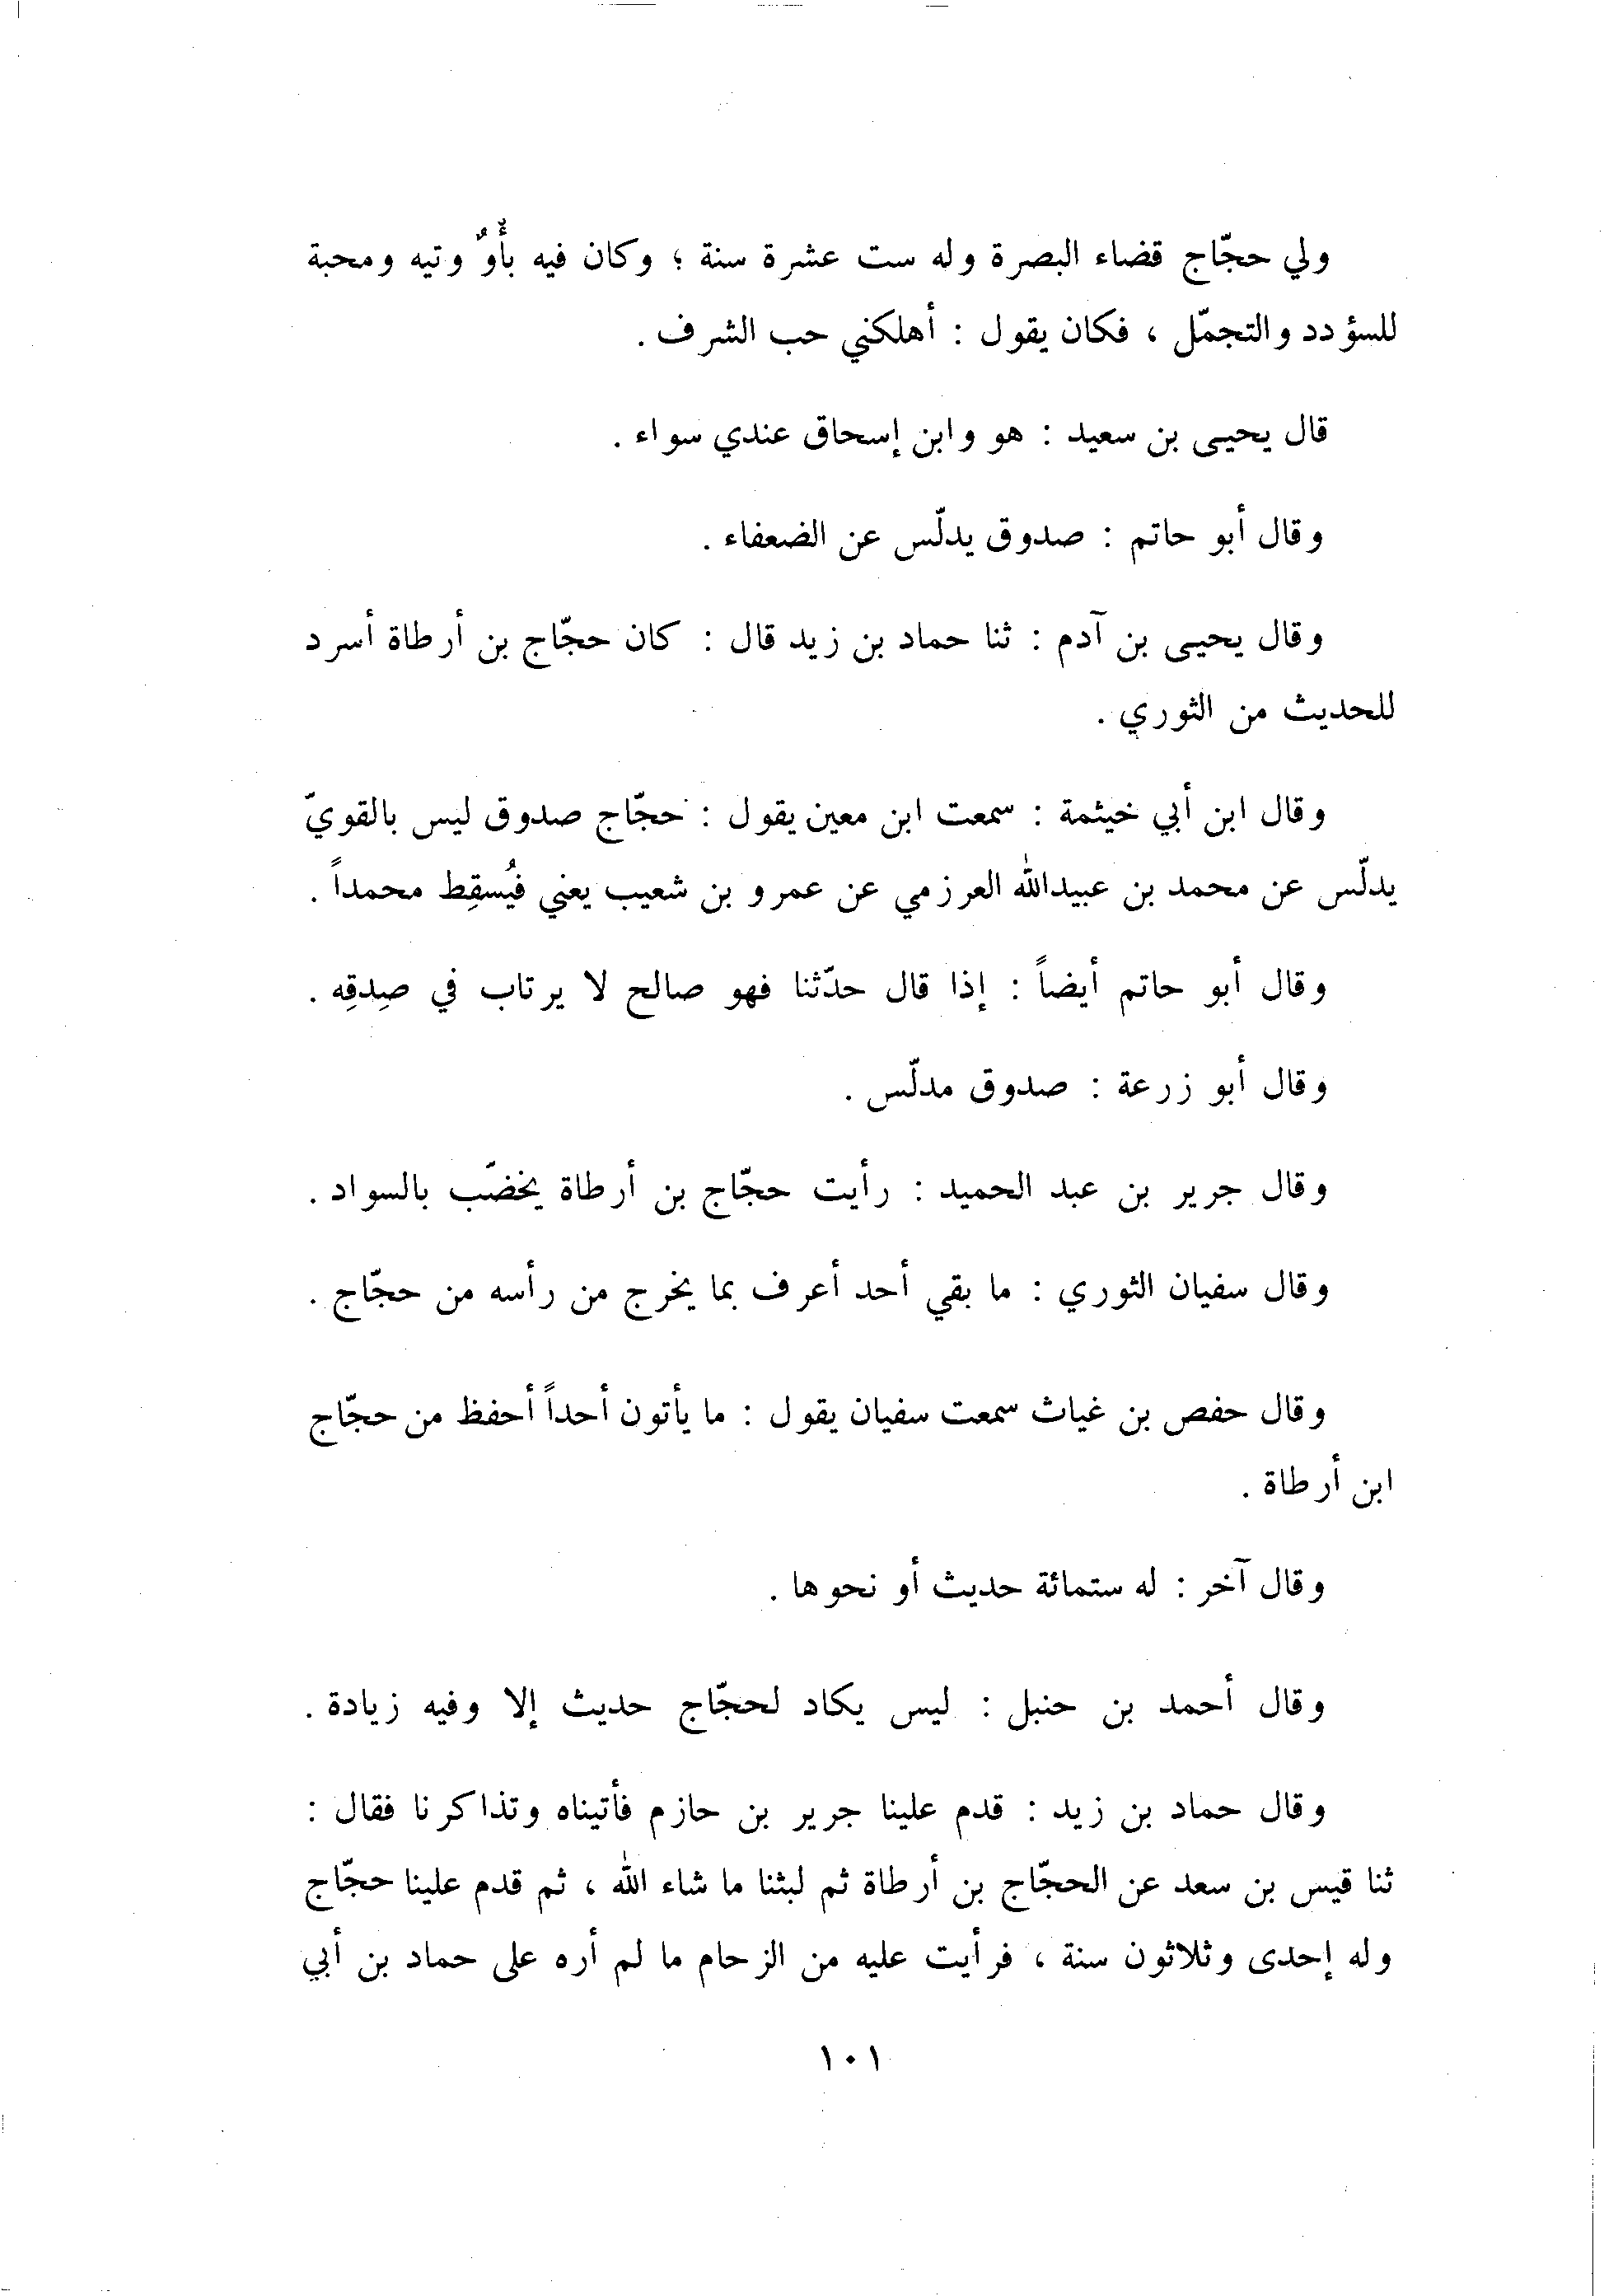 ولي حجّاج قضاء البصرة وله ست عشرة سنة ؛ وكان فيه بأْوٌ وتيه ومحبة
للسؤدد والتجمّل ، فكان يقول : أهلكني حب الشرف .
قال يحيى بن سعيد : هو وابن إسحاق عندي سواء .
وقال أبو حاتم : صدوق يدلّس عن الضعفاء .
وقال يحيى بن آدم : ثنا حماد بن زيد قال : كان حجّاج بن أرطاة أسرد
للحديث من الثوري .
وقال ابن أبي خيثمة : سمعت ابن معين يقول : حجّاج صدوق ليس بالقويّ
يدلّس عن محمد بن عبيدالله العرزمي عن عمرو بن شعيب يعني فيُسقِط محمداً .
وقال أبو حاتم أيضاً : إذا قال حدّثنا فهو صالح لا يرتاب في صِدقِه .
وقال أبو زرعة : صدوق مدلّس .
وقال جرير بن عبد الحميد : رأيت حجّاج بن أرطاة يخضّب بالسواد .
وقال سفيان الثوري : ما بقي أحد أعرف بما يخرج من رأسه من حجّاج .
وقال حفص بن غياث سمعت سفيان يقول : ما يأتون أحداً أحفظ من حجّاج
ابن أرطاة .
وقال آخر : له ستمائة حديث أو نحوها .
وقال أحمد بن حنبل : ليس يكاد لحجّاج حديث إلا وفيه زيادة .
وقال حماد بن زيد : قدم علينا جرير بن حازم فأتيناه وتذاكرنا فقال :
ثنا قيس بن سعد عن الحجّاج بن أرطاة ثم لبثنا ما شاء الله ، ثم قدم علينا حجّاج
وله إحدى وثلاثون سنة ، فرأيت عليه من الزحام ما لم أره على حماد بن أبي
١٠١